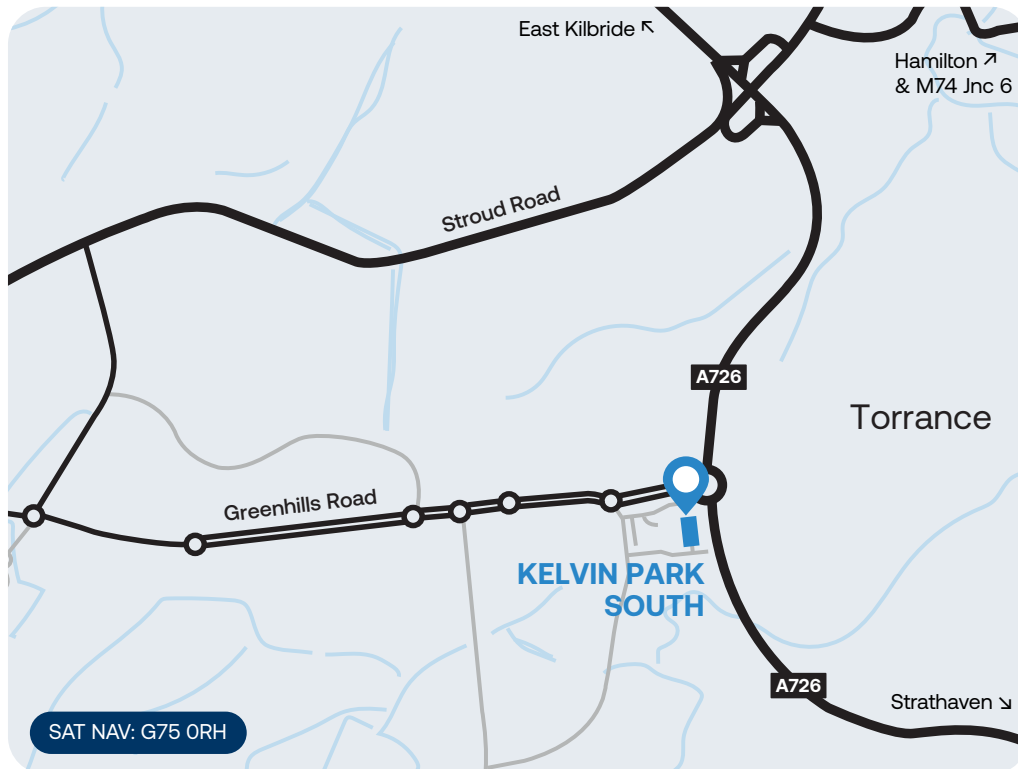 East Kilbride ↖
Hamilton ↗
& M74 Jnc 6
Stroud Road
A726
Torrance
Greenhills Road
KELVIN PARK
SOUTH
A726
Strathaven ↘
SAT NAV: G75 0RH